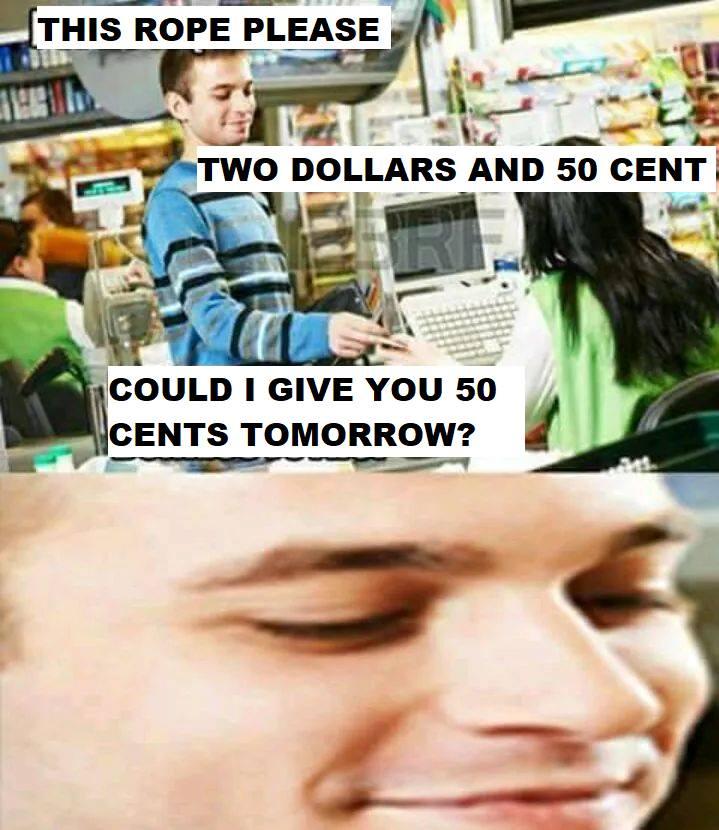 THIS ROPE PLEASE
TWO DOLLARS AND 50 CENT
COULD I GIVE YOU 50
CENTS TOMORROW?